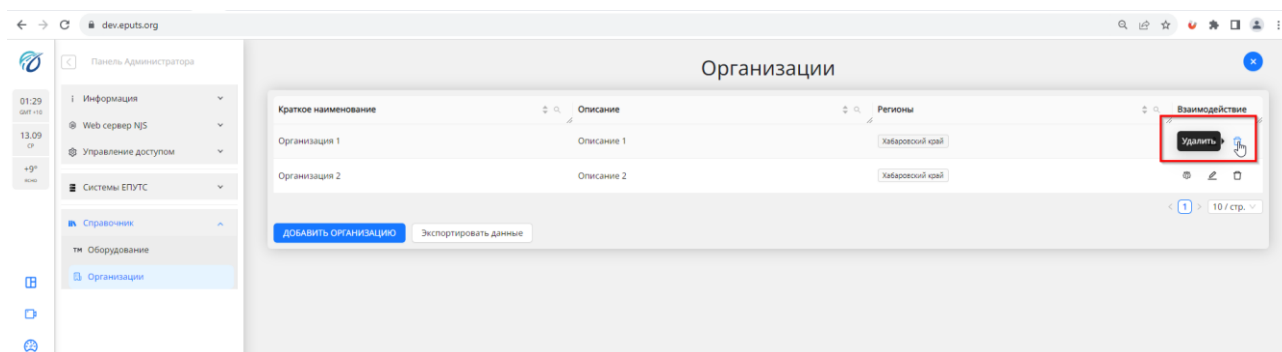 dev.eputs.org
Панель Администратора
Организации
01:29
GMT +10
13.09
СР
+9°
ясно
Информация
Web сервер NJS
Управление доступом
Системы ЕПУТС
Справочник
ТМ Оборудование
Организации
Краткое наименование Описание Регионы Взаимодействие
Организация 1 Описание 1 Хабаровский край Удалить
Организация 2 Описание 2 Хабаровский край
1 10 / стр.
ДОБАВИТЬ ОРГАНИЗАЦИЮ Экспортировать данные